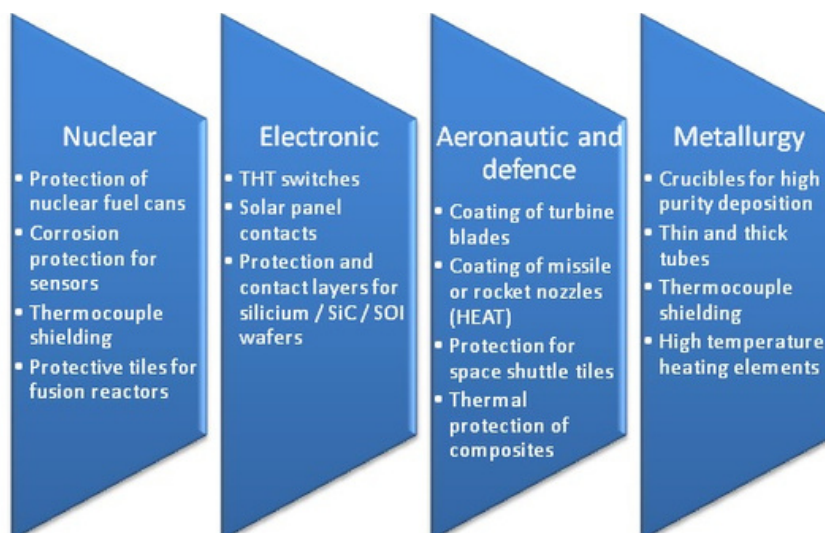 Nuclear
▪ Protection of
nuclear fuel cans
▪ Corrosion
protection for
sensors
▪ Thermocouple
shielding
▪ Protective tiles for
fusion reactors
Electronic
▪ THT switches
▪ Solar panel
contacts
▪ Protection and
contact layers for
silicium / SiC / SOI
wafers
Aeronautic and
defence
▪ Coating of turbine
blades
▪ Coating of missile
or rocket nozzles
(HEAT)
▪ Protection for
space shuttle tiles
▪ Thermal
protection of
composites
Metallurgy
▪ Crucibles for high
purity deposition
▪ Thin and thick
tubes
▪ Thermocouple
shielding
▪ High temperature
heating elements